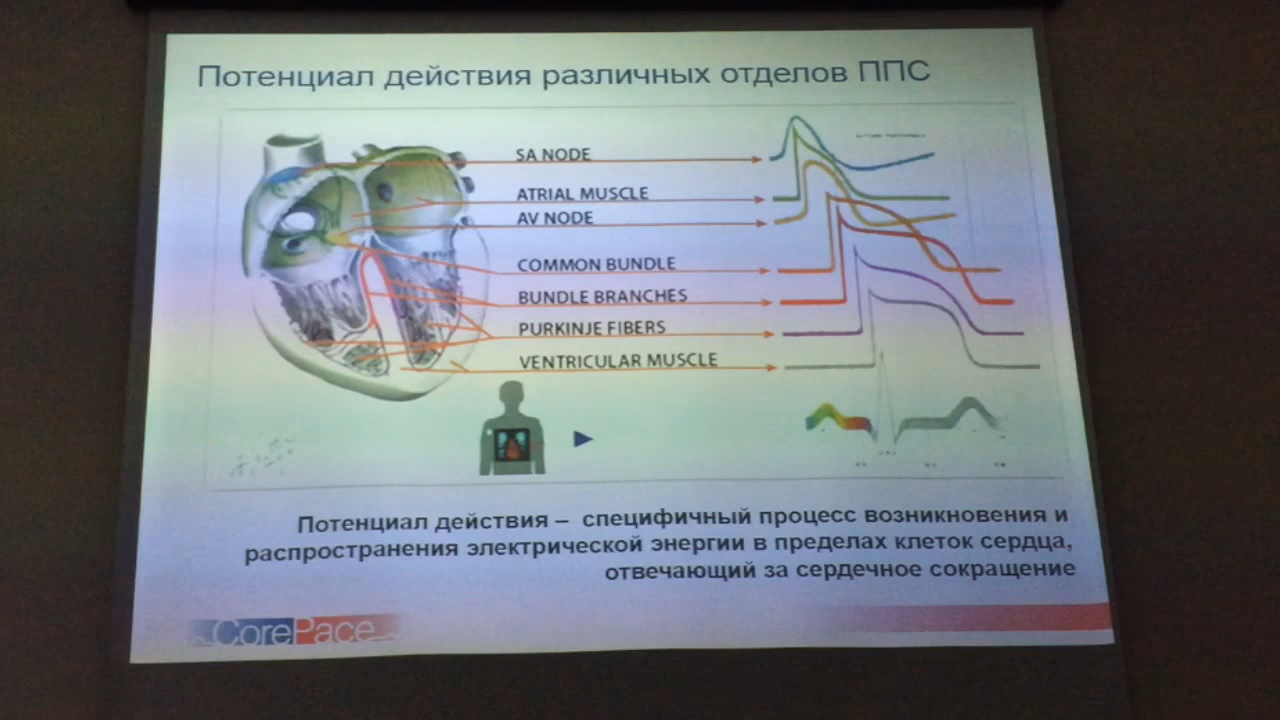 Потенциал действия различных отделов ППС
SA NODE
ATRIAL MUSCLE
AV NODE
COMMON BUNDLE
BUNDLE BRANCHES
PURKINJE FIBERS
VENTRICULAR MUSCLE
Потенциал действия – специфичный процесс возникновения и
распространения электрической энергии в пределах клеток сердца,
отвечающий за сердечное сокращение
CorePace